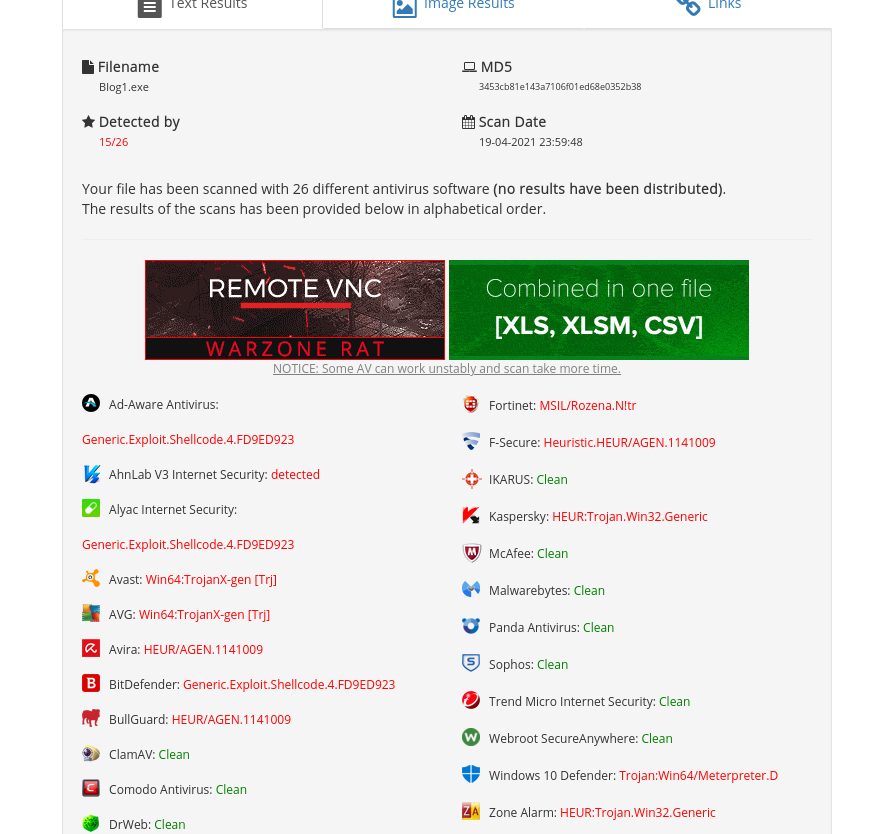 Text Results
Image Results
Links
Filename
Blog1.exe
MD5
3453cb81e143a7106f01ed68e0352b38
Detected by
15/26
Scan Date
19-04-2021 23:59:48
Your file has been scanned with 26 different antivirus software (no results have been distributed).
The results of the scans has been provided below in alphabetical order.
REMOTE VNC
WARZONE RAT
Combined in one file
[XLS, XLSM, CSV]
NOTICE: Some AV can work unstably and scan take more time.
Ad-Aware Antivirus:
Generic.Exploit.Shellcode.4.FD9ED923
AhnLab V3 Internet Security: detected
Alyac Internet Security:
Generic.Exploit.Shellcode.4.FD9ED923
Avast: Win64:TrojanX-gen [Trj]
AVG: Win64:TrojanX-gen [Trj]
Avira: HEUR/AGEN.1141009
BitDefender: Generic.Exploit.Shellcode.4.FD9ED923
BullGuard: HEUR/AGEN.1141009
ClamAV: Clean
Comodo Antivirus: Clean
DrWeb: Clean
Fortinet: MSIL/Rozena.N!tr
F-Secure: Heuristic.HEUR/AGEN.1141009
IKARUS: Clean
Kaspersky: HEUR:Trojan.Win32.Generic
McAfee: Clean
Malwarebytes: Clean
Panda Antivirus: Clean
Sophos: Clean
Trend Micro Internet Security: Clean
Webroot SecureAnywhere: Clean
Windows 10 Defender: Trojan:Win64/Meterpreter.D
Zone Alarm: HEUR:Trojan.Win32.Generic